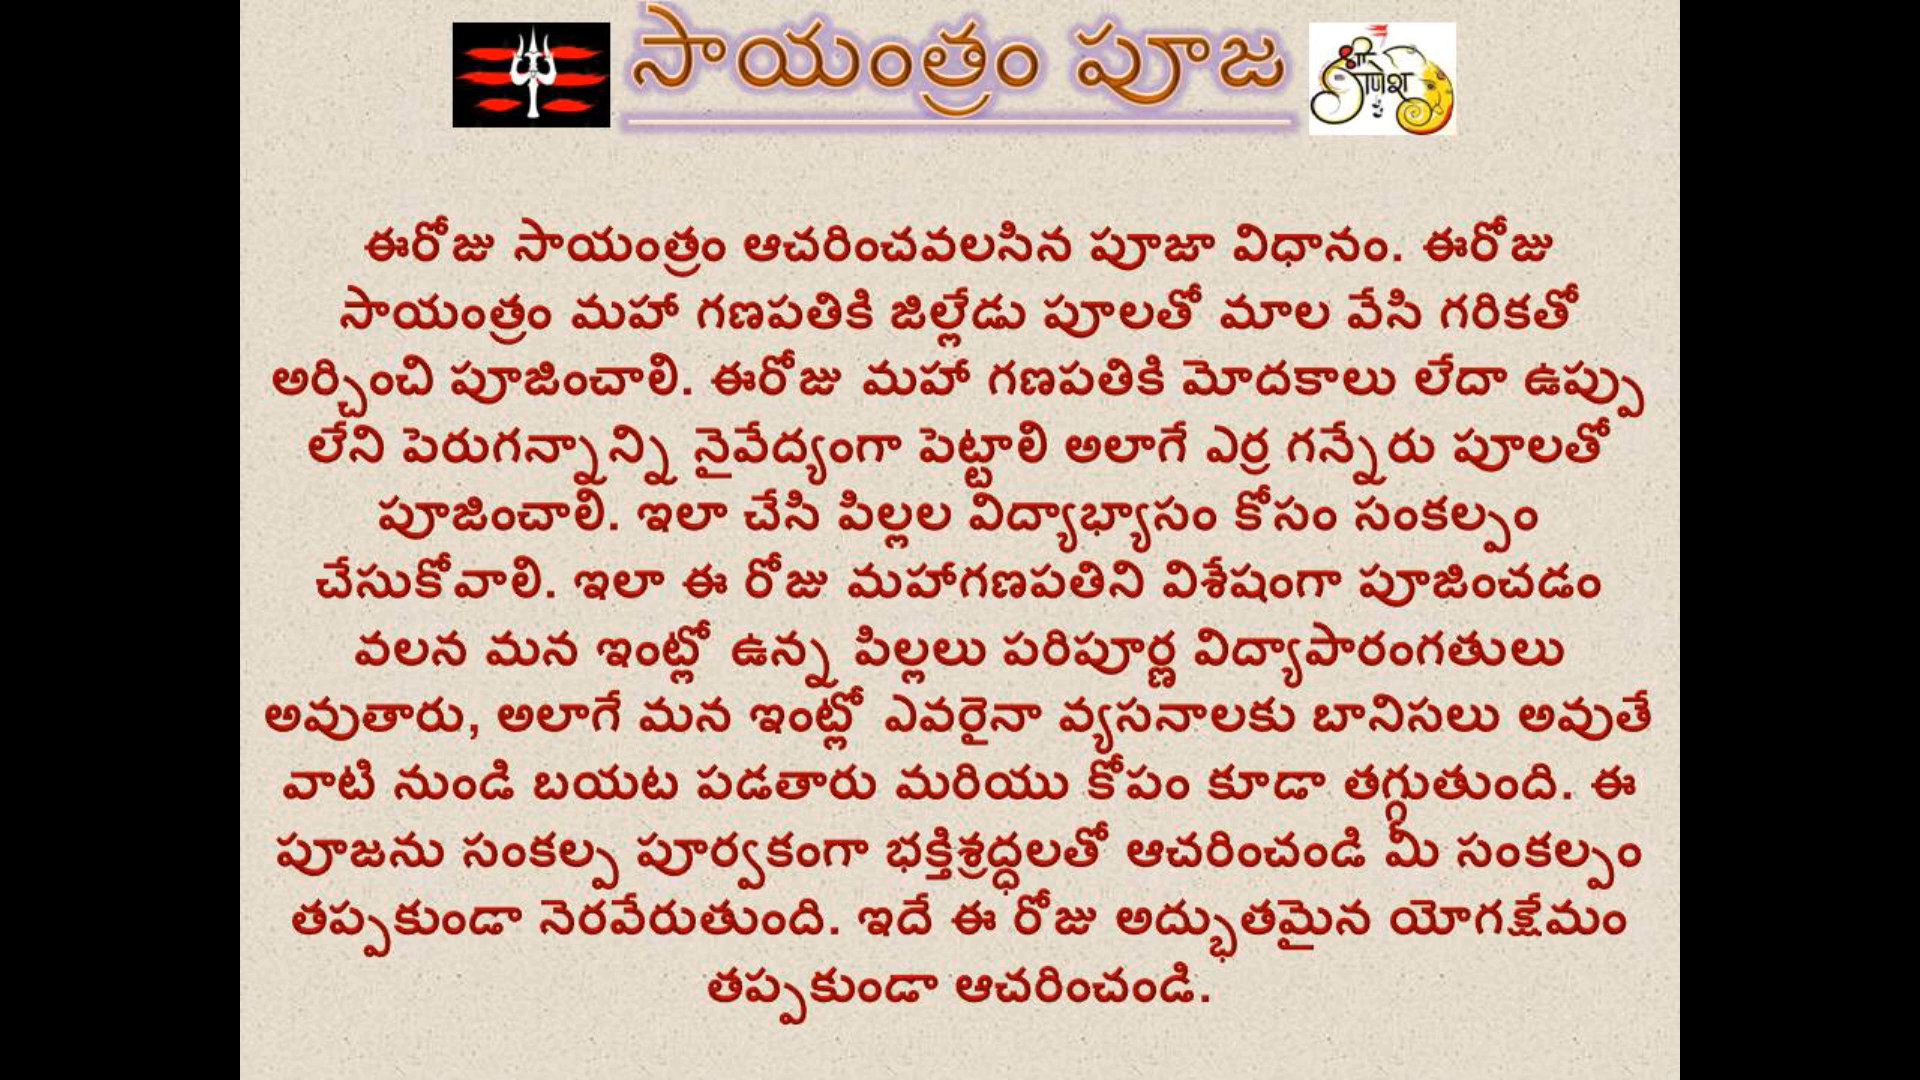 సాయంత్రం పూజ
श्री गणेश
ఈరోజు సాయంత్రం ఆచరించవలసిన పూజా విధానం. ఈరోజు
సాయంత్రం మహా గణపతికి జిల్లేడు పూలతో మాల వేసి గరికతో
అర్చించి పూజించాలి. ఈరోజు మహా గణపతికి మోదకాలు లేదా ఉప్పు
లేని పెరుగన్నాన్ని నైవేద్యంగా పెట్టాలి అలాగే ఎర్ర గన్నేరు పూలతో
పూజించాలి. ఇలా చేసి పిల్లల విద్యాభ్యాసం కోసం సంకల్పం
చేసుకోవాలి. ఇలా ఈ రోజు మహాగణపతిని విశేషంగా పూజించడం
వలన మన ఇంట్లో ఉన్న పిల్లలు పరిపూర్ణ విద్యాపారంగతులు
అవుతారు, అలాగే మన ఇంట్లో ఎవరైనా వ్యసనాలకు బానిసలు అవుతే
వాటి నుండి బయట పడతారు మరియు కోపం కూడా తగ్గుతుంది. ఈ
పూజను సంకల్ప పూర్వకంగా భక్తిశ్రద్ధలతో ఆచరించండి మీ సంకల్పం
తప్పకుండా నెరవేరుతుంది. ఇదే ఈ రోజు అద్భుతమైన యోగక్షేమం
తప్పకుండా ఆచరించండి.